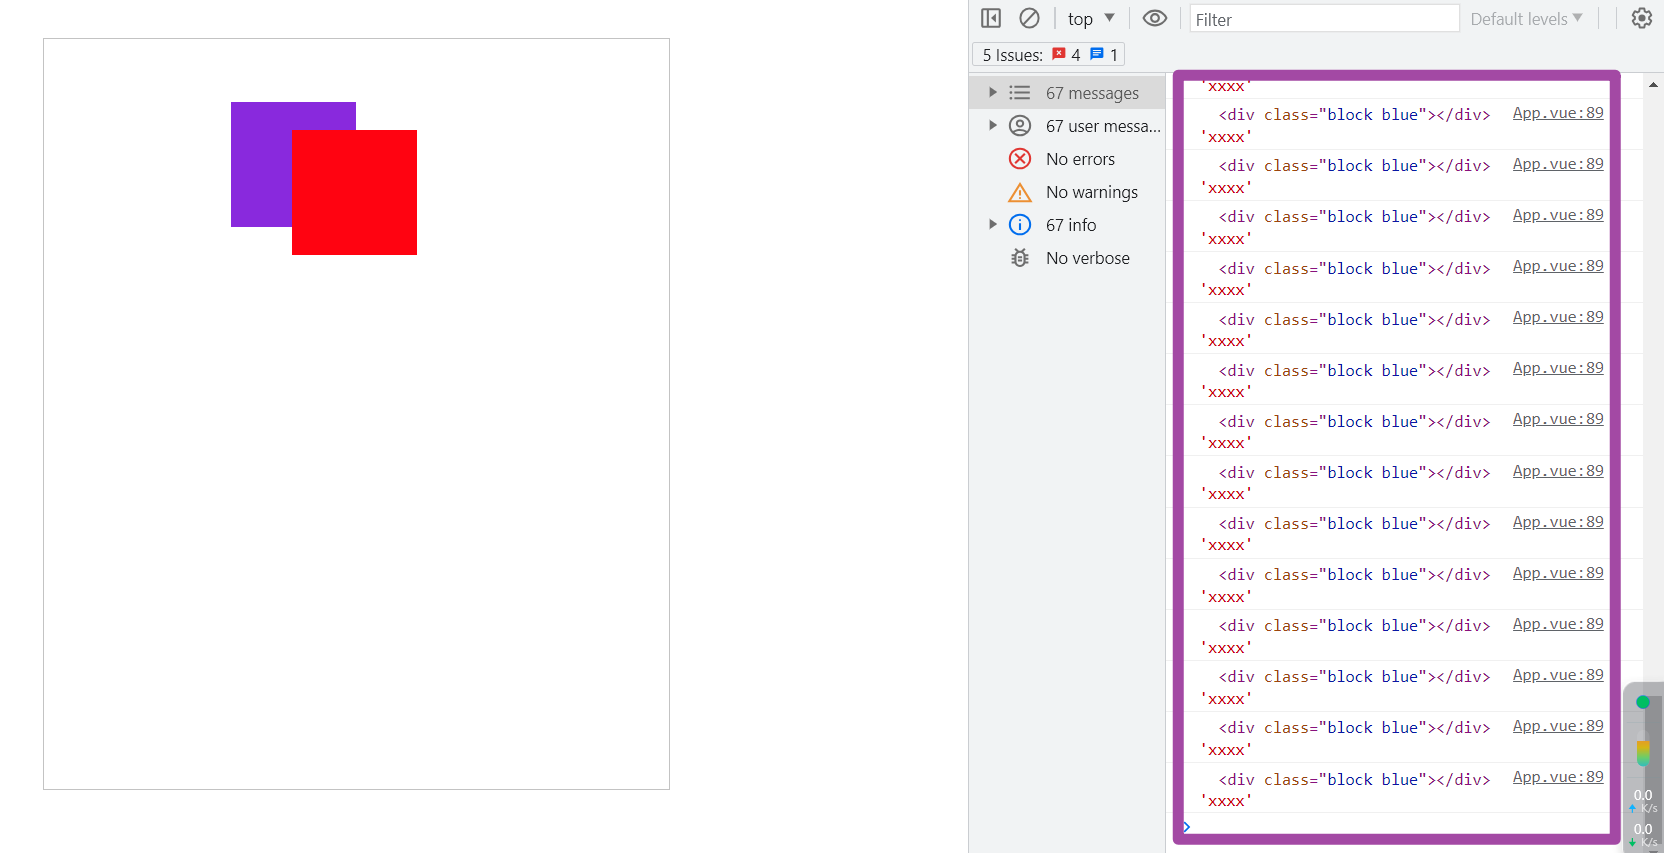 top
Filter
Default levels
5 Issues: 4 1
67 messages
67 user messa...
No errors
No warnings
67 info
No verbose
'xxxx'
<div class="block blue"></div> App.vue:89
'xxxx'
<div class="block blue"></div> App.vue:89
'xxxx'
<div class="block blue"></div> App.vue:89
'xxxx'
<div class="block blue"></div> App.vue:89
'xxxx'
<div class="block blue"></div> App.vue:89
'xxxx'
<div class="block blue"></div> App.vue:89
'xxxx'
<div class="block blue"></div> App.vue:89
'xxxx'
<div class="block blue"></div> App.vue:89
'xxxx'
<div class="block blue"></div> App.vue:89
'xxxx'
<div class="block blue"></div> App.vue:89
'xxxx'
<div class="block blue"></div> App.vue:89
'xxxx'
<div class="block blue"></div> App.vue:89
'xxxx'
<div class="block blue"></div> App.vue:89
'xxxx'
<div class="block blue"></div> App.vue:89
'xxxx'
0.0
K/s
0.0
K/s